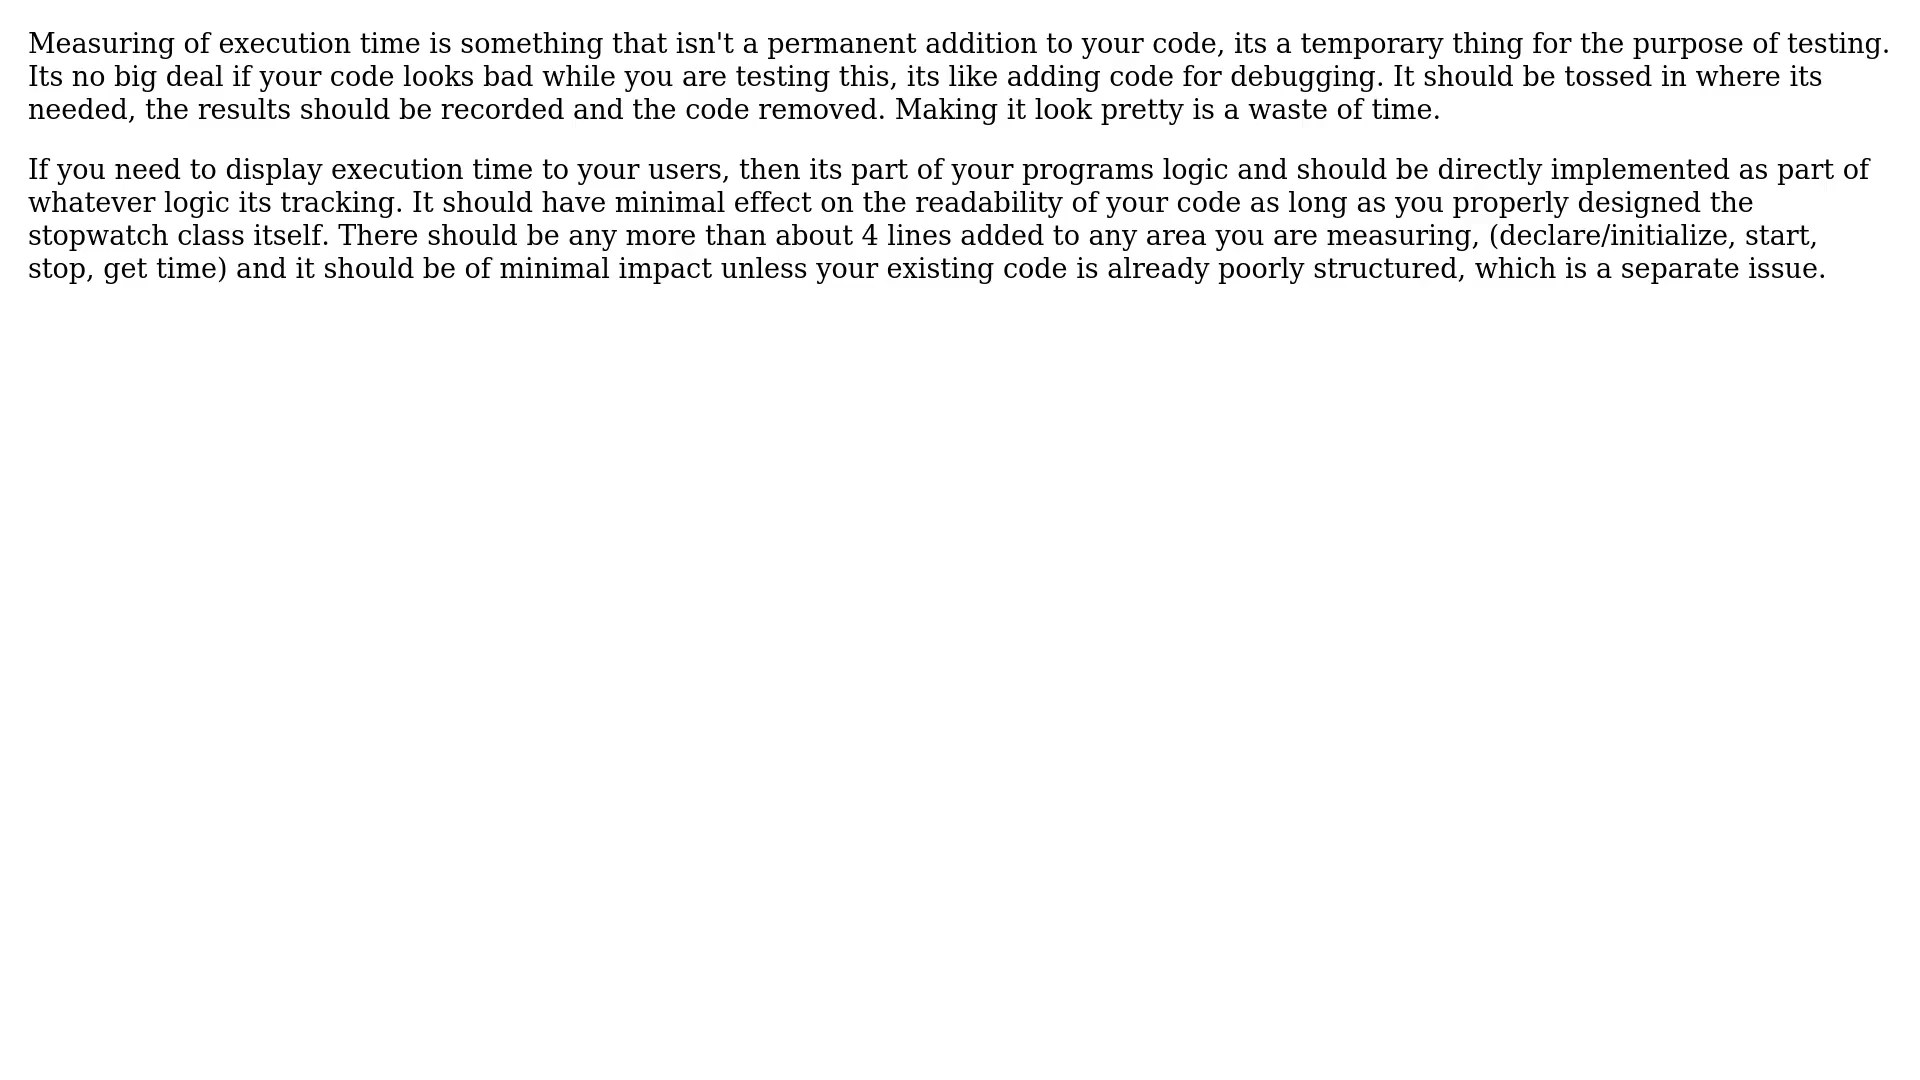 Measuring of execution time is something that isn't a permanent addition to your code, its a temporary thing for the purpose of testing.
Its no big deal if your code looks bad while you are testing this, its like adding code for debugging. It should be tossed in where its
needed, the results should be recorded and the code removed. Making it look pretty is a waste of time.
If you need to display execution time to your users, then its part of your programs logic and should be directly implemented as part of
whatever logic its tracking. It should have minimal effect on the readability of your code as long as you properly designed the
stopwatch class itself. There should be any more than about 4 lines added to any area you are measuring, (declare/initialize, start,
stop, get time) and it should be of minimal impact unless your existing code is already poorly structured, which is a separate issue.